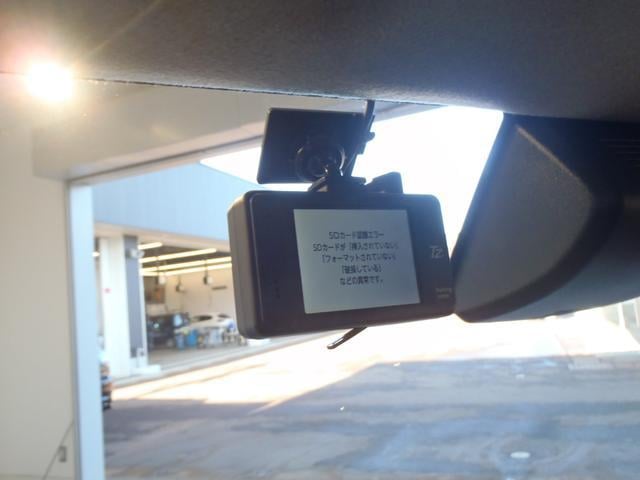 SDカード認識エラー
SDカードが「挿入されていない」
「フォーマットされていない」
「破損している」
などの異常です。
TZ